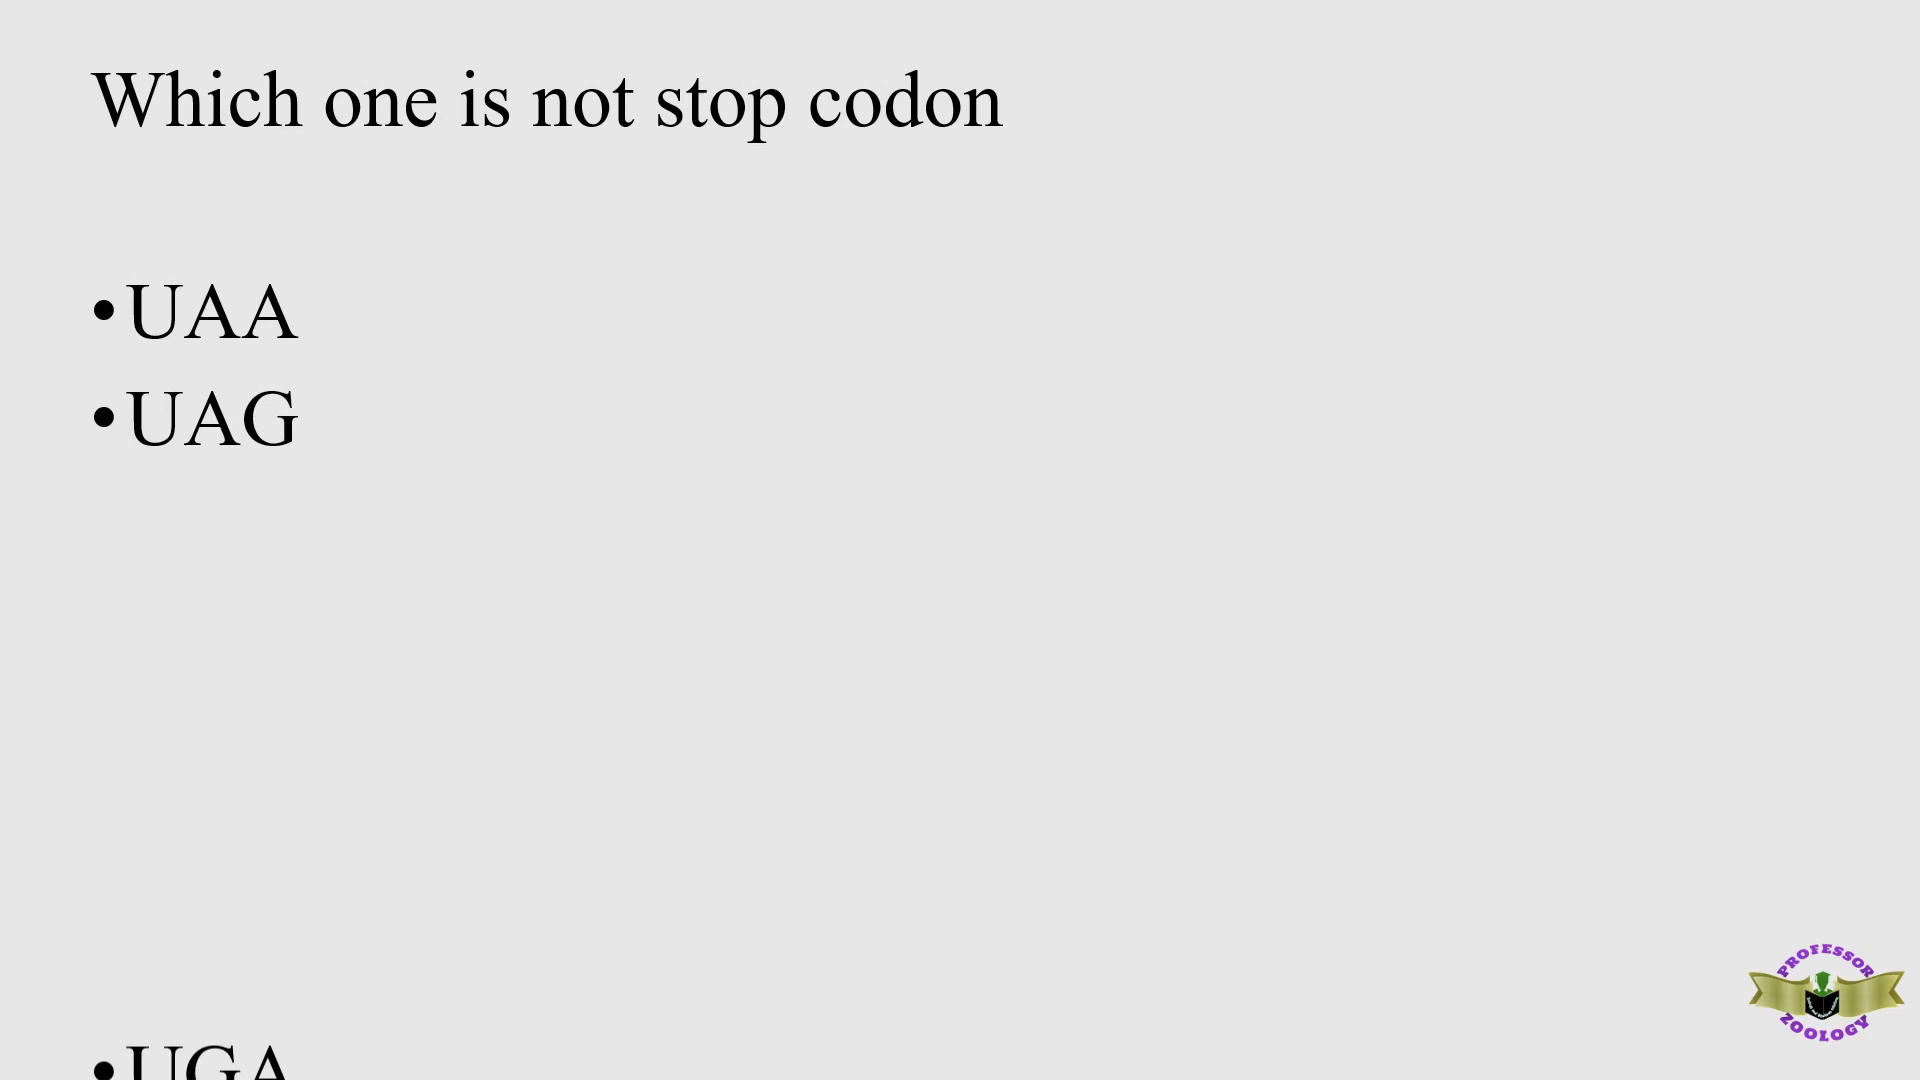 Which one is not stop codon
•UAA
•UAG
•UGA
PROFESSOR
ZOOLOGY